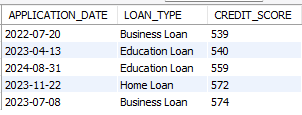 APPLICATION_DATE LOAN_TYPE CREDIT_SCORE
2022-07-20 Business Loan 539
2023-04-13 Education Loan 540
2024-08-31 Education Loan 559
2023-11-22 Home Loan 572
2023-07-08 Business Loan 574